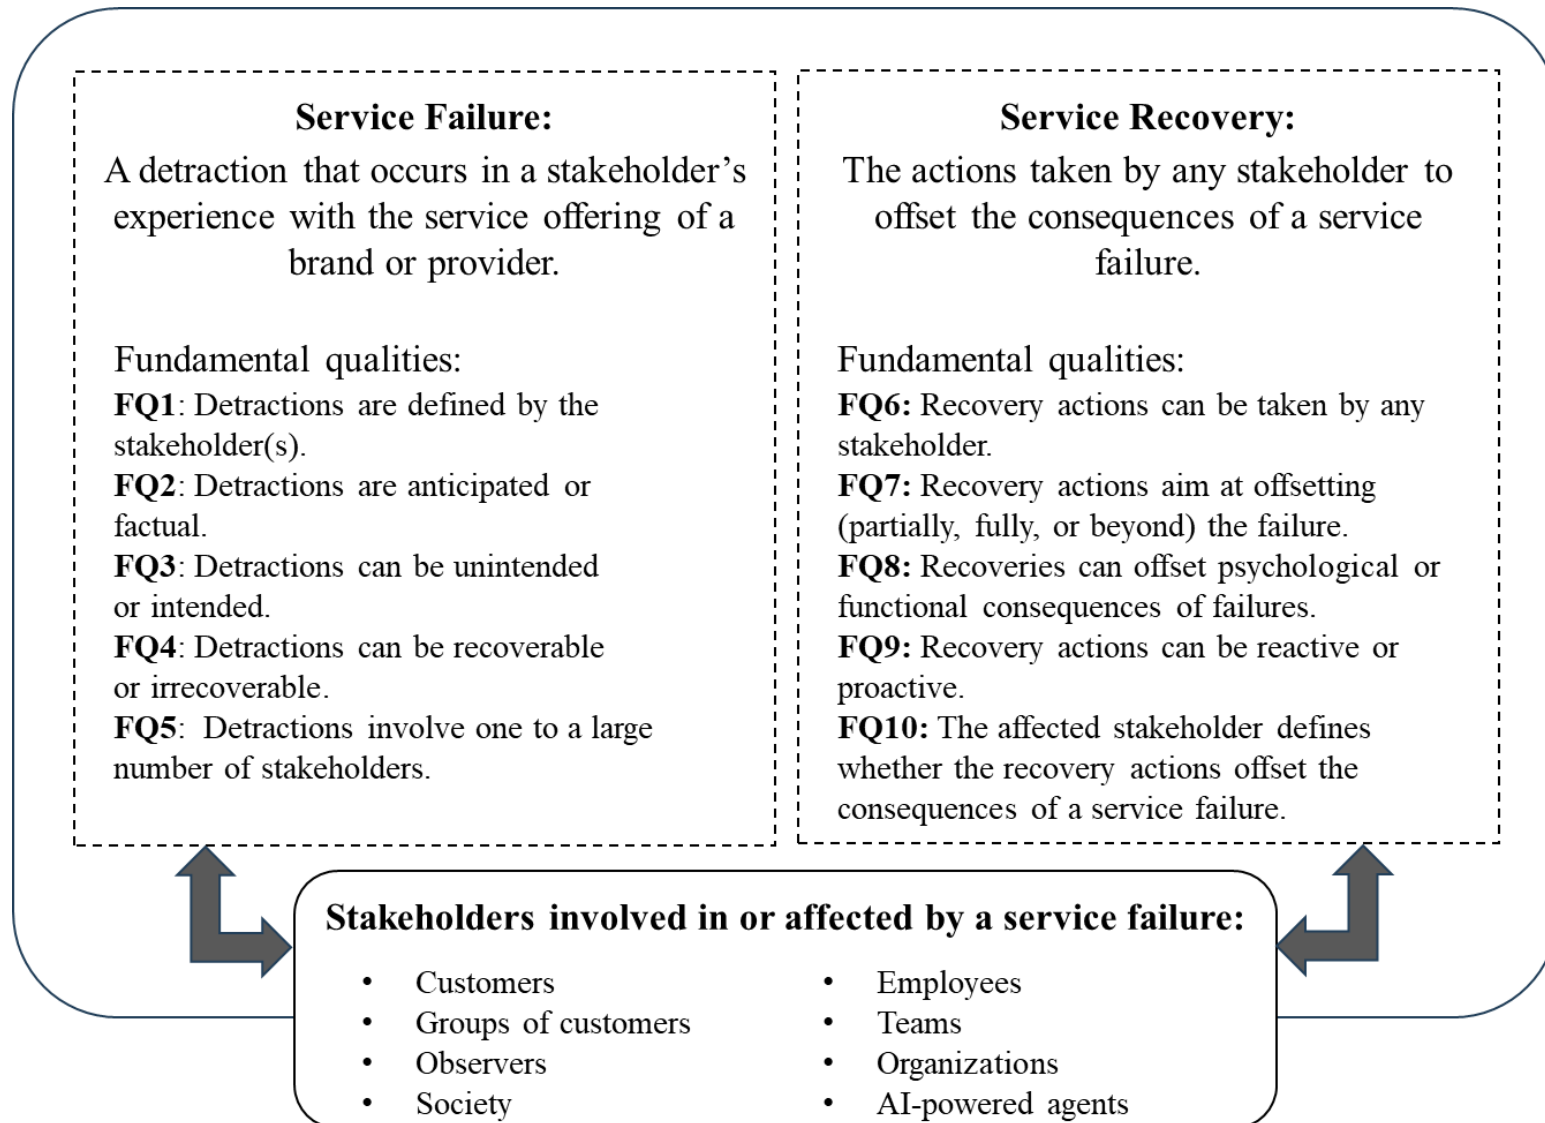 Service Failure:
A detraction that occurs in a stakeholder’s
experience with the service offering of a
brand or provider.
Fundamental qualities:
FQ1: Detractions are defined by the
stakeholder(s).
FQ2: Detractions are anticipated or
factual.
FQ3: Detractions can be unintended
or intended.
FQ4: Detractions can be recoverable
or irrecoverable.
FQ5: Detractions involve one to a large
number of stakeholders.
Service Recovery:
The actions taken by any stakeholder to
offset the consequences of a service
failure.
Fundamental qualities:
FQ6: Recovery actions can be taken by any
stakeholder.
FQ7: Recovery actions aim at offsetting
(partially, fully, or beyond) the failure.
FQ8: Recoveries can offset psychological or
functional consequences of failures.
FQ9: Recovery actions can be reactive or
proactive.
FQ10: The affected stakeholder defines
whether the recovery actions offset the
consequences of a service failure.
Stakeholders involved in or affected by a service failure:
• Customers
• Groups of customers
• Observers
• Society
• Employees
• Teams
• Organizations
• AI-powered agents